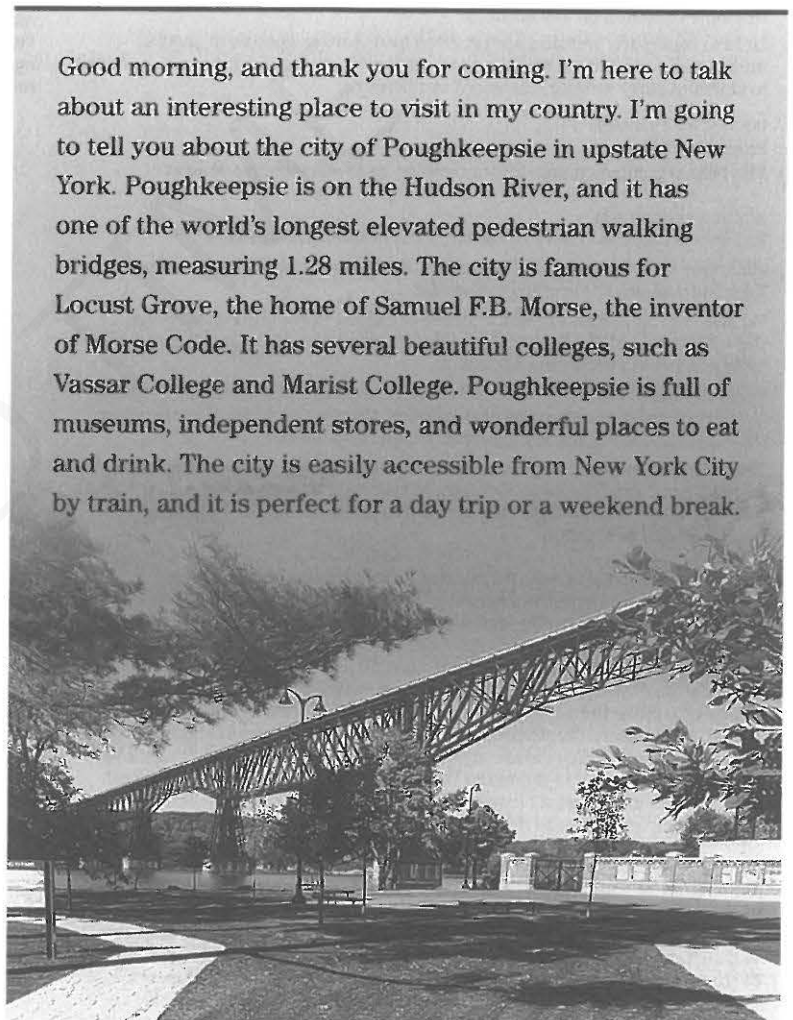 Good morning, and thank you for coming. I'm here to talk
about an interesting place to visit in my country. I'm going
to tell you about the city of Poughkeepsie in upstate New
York. Poughkeepsie is on the Hudson River, and it has
one of the world's longest elevated pedestrian walking
bridges, measuring 1.28 miles. The city is famous for
Locust Grove, the home of Samuel F.B. Morse, the inventor
of Morse Code. It has several beautiful colleges, such as
Vassar College and Marist College. Poughkeepsie is full of
museums, independent stores, and wonderful places to eat
and drink. The city is easily accessible from New York City
by train, and it is perfect for a day trip or a weekend break.